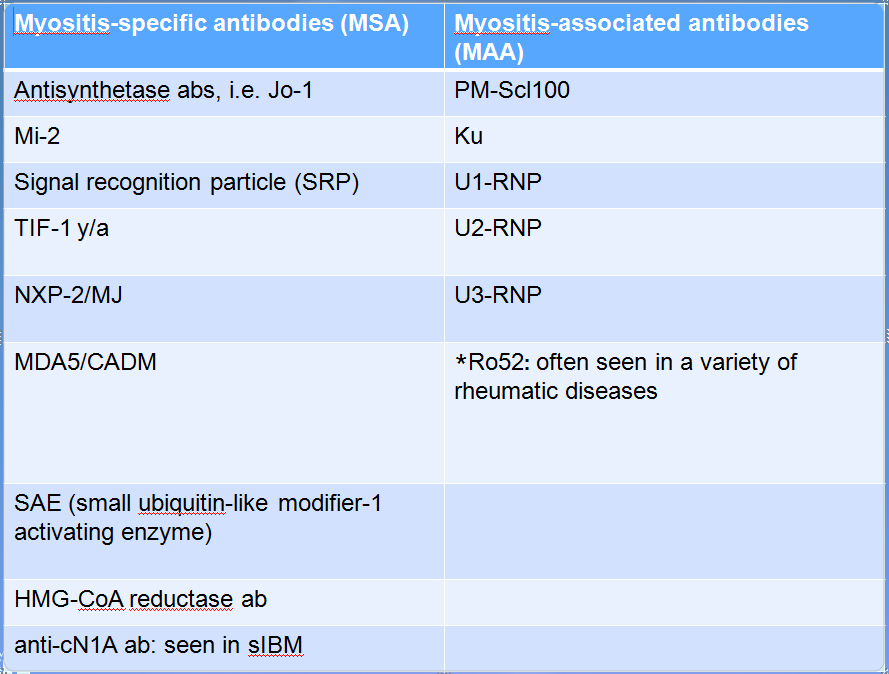 Myositis-specific antibodies (MSA)
Myositis-associated antibodies
(MAA)
Antisynthetase abs, i.e. Jo-1
PM-Scl100
Mi-2
Ku
Signal recognition particle (SRP)
U1-RNP
TIF-1 y/a
U2-RNP
NXP-2/MJ
U3-RNP
MDA5/CADM
*Ro52: often seen in a variety of
rheumatic diseases
SAE (small ubiquitin-like modifier-1
activating enzyme)
HMG-CoA reductase ab
anti-cN1A ab: seen in sIBM